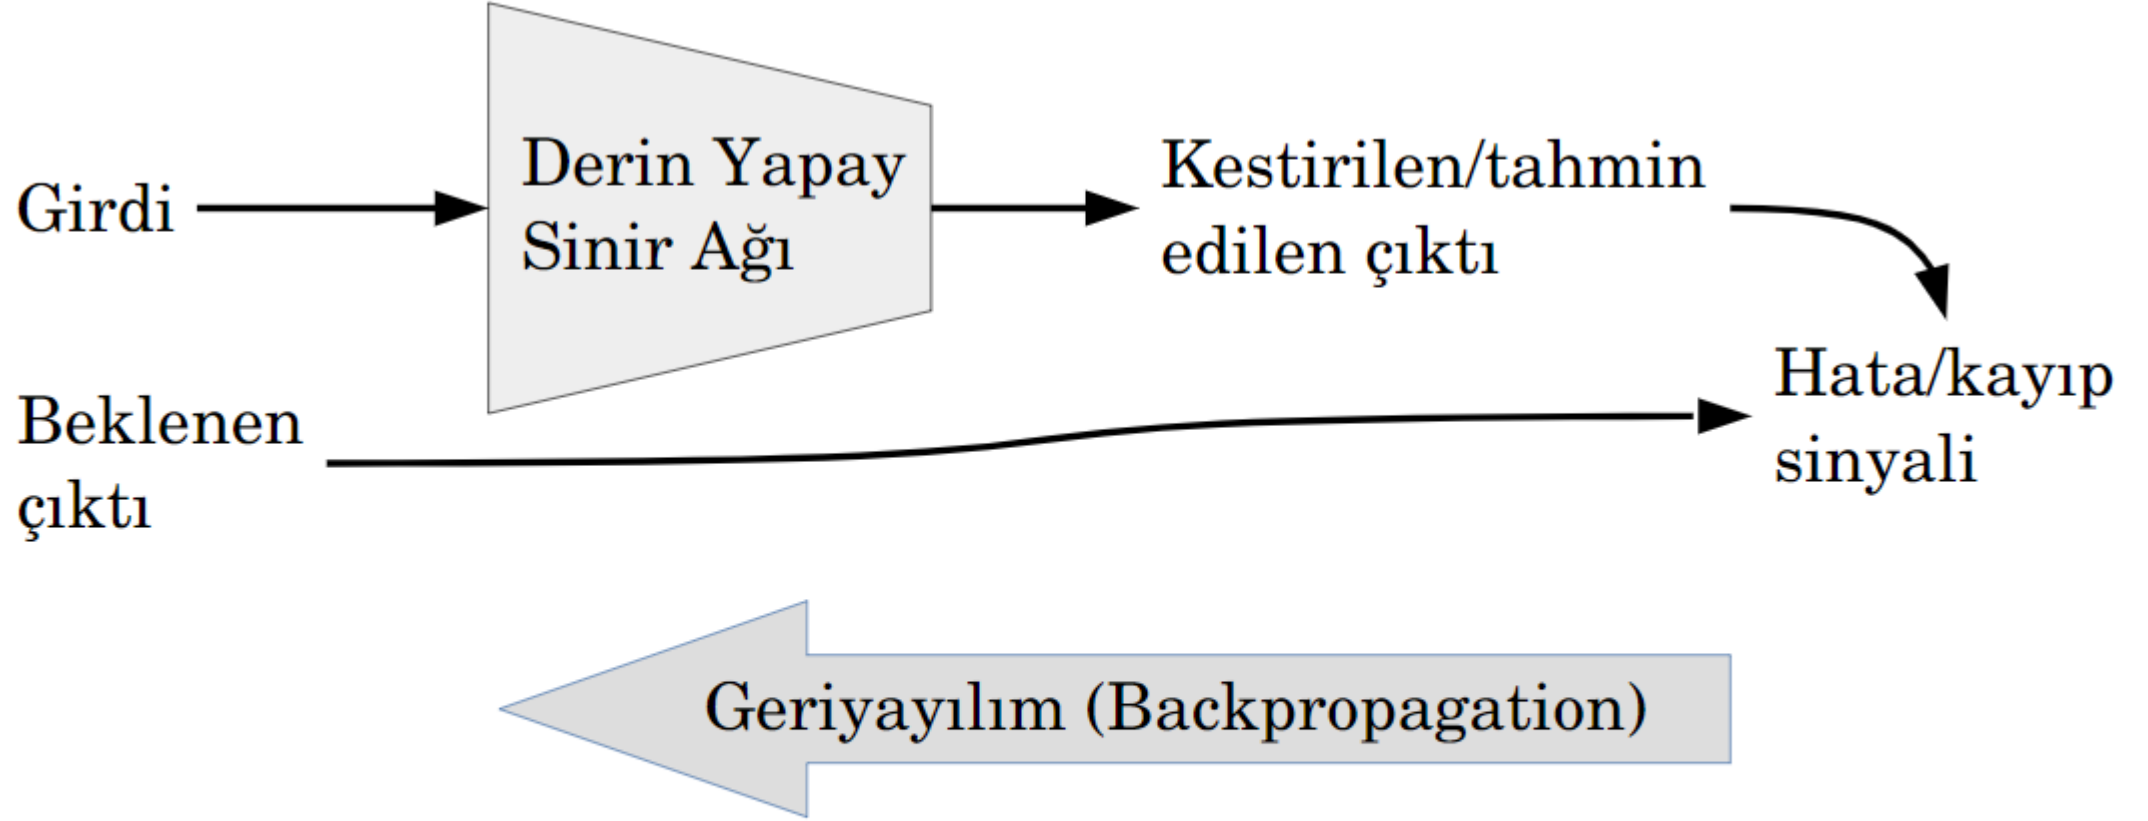 Girdi
Derin Yapay
Sinir Ağı
Kestirilen/tahmin
edilen çıktı
Beklenen
çıktı
Hata/kayıp
sinyali
Geriyayılım (Backpropagation)